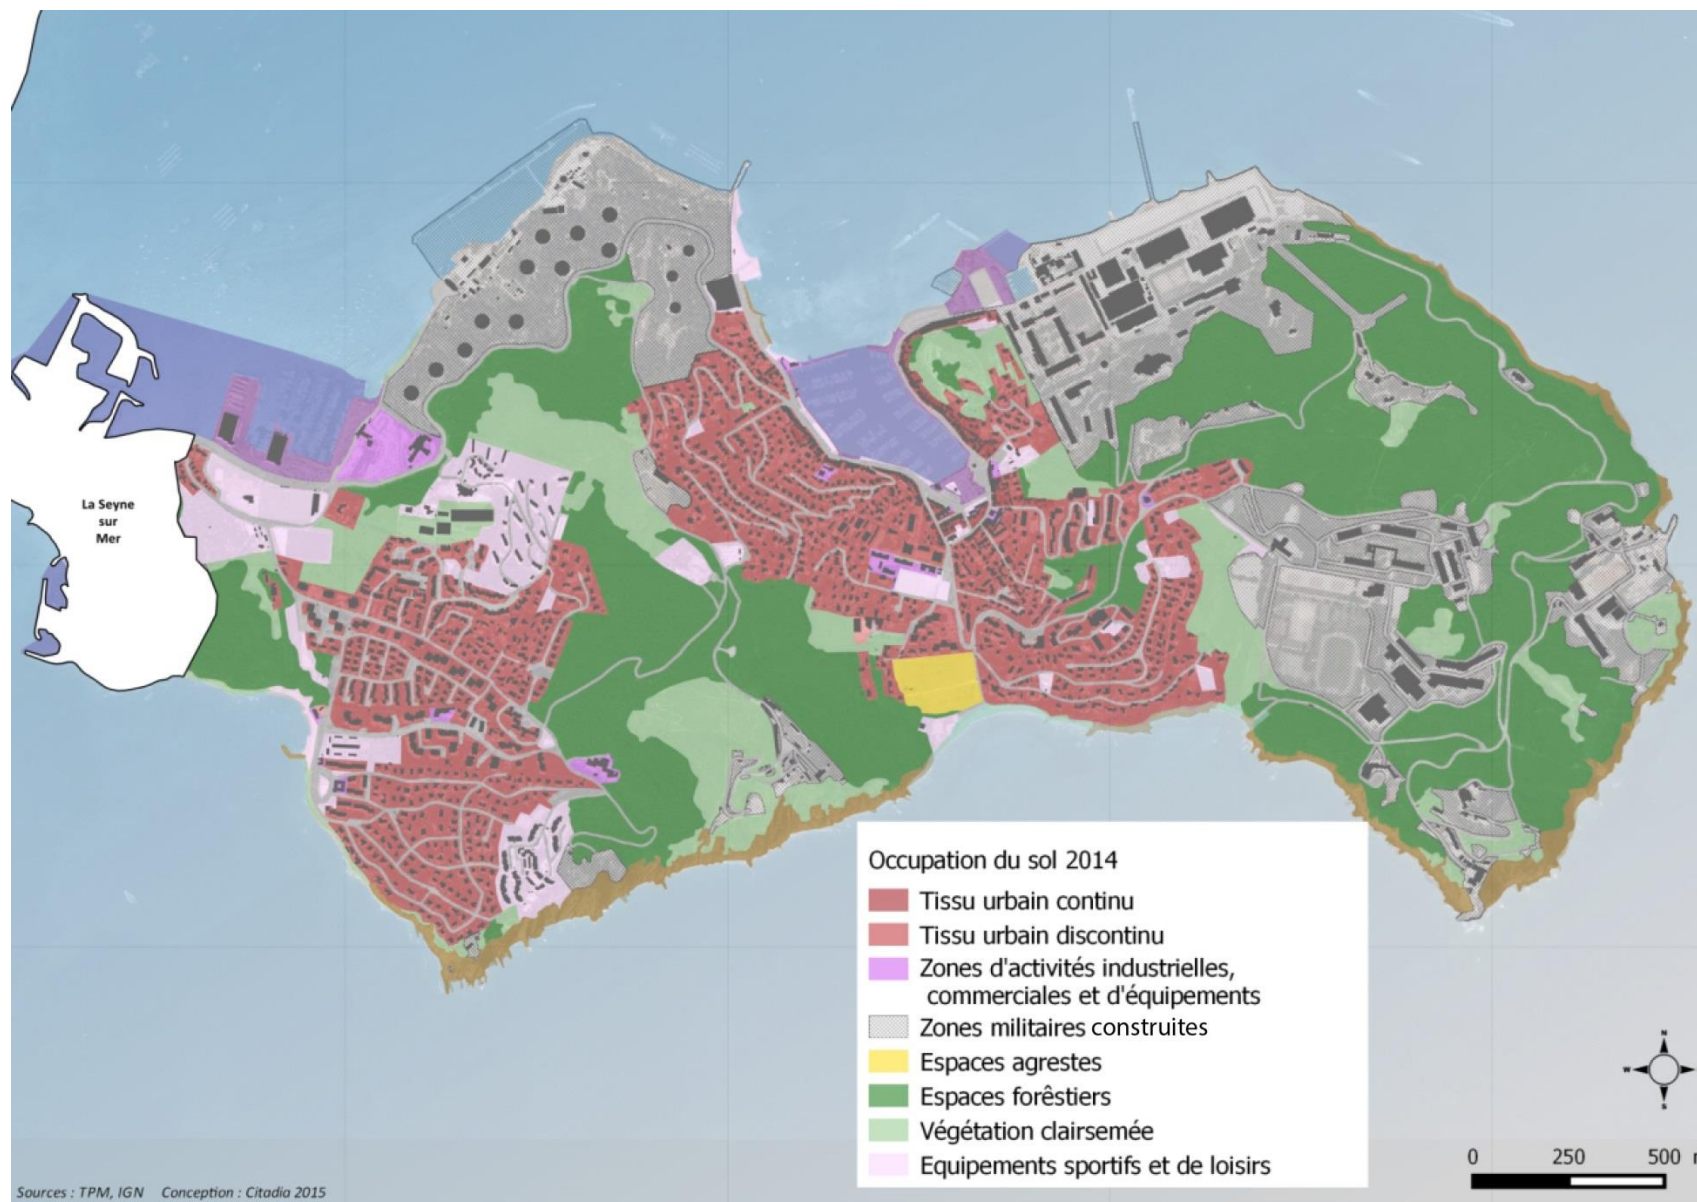 La Seyne
sur
Mer
Occupation du sol 2014
Tissu urbain continu
Tissu urbain discontinu
Zones d'activités industrielles,
commerciales et d'équipements
Zones militaires construites
Espaces agrestes
Espaces forêstiers
Végétation clairsemée
Equipements sportifs et de loisirs
N
W
S
0 250 500 m
Sources : TPM, IGN Conception : Citadia 2015